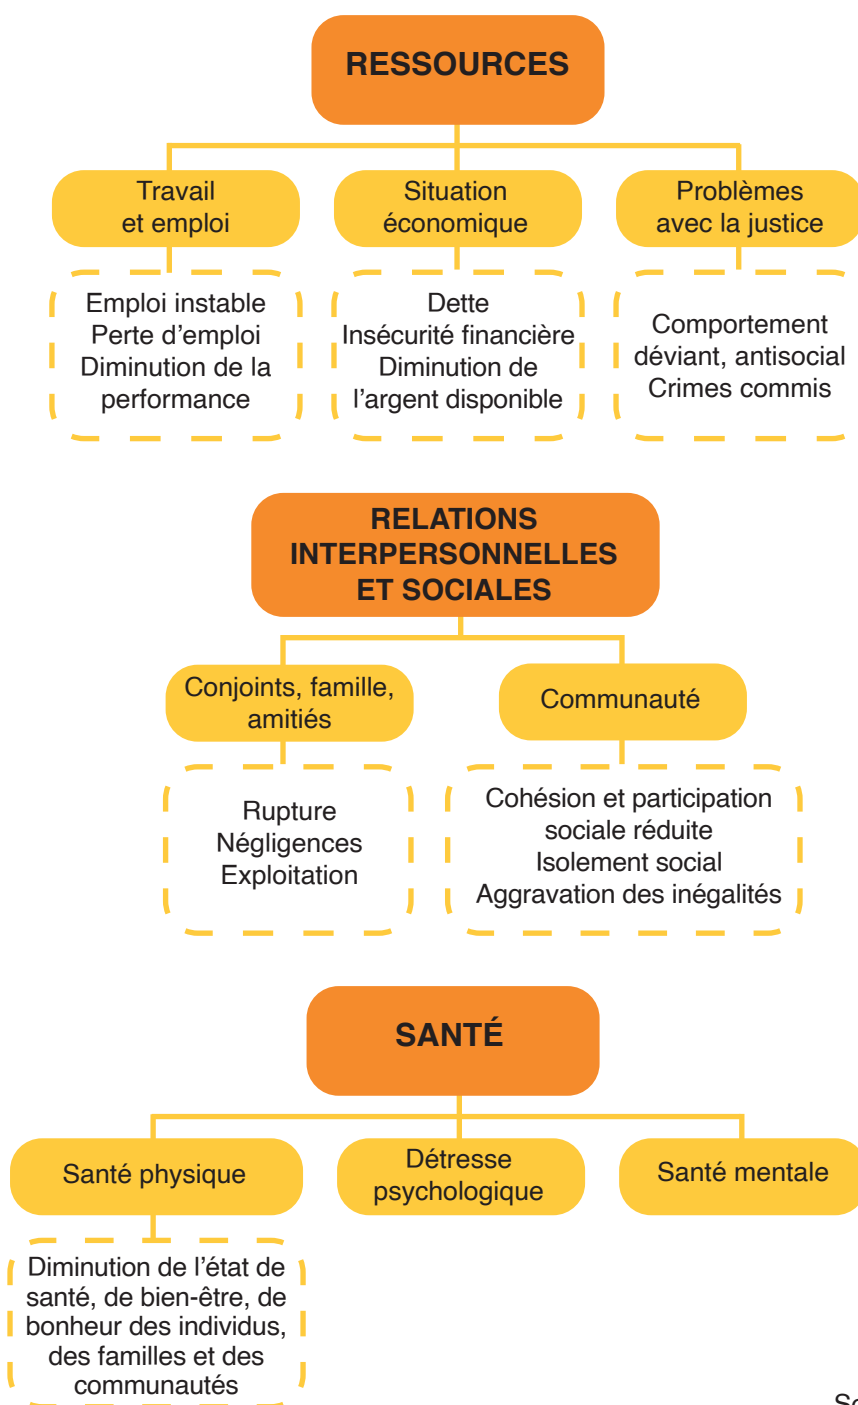 RESSOURCES
Travail
et emploi
Situation
économique
Problèmes
avec la justice
Emploi instable
Perte d’emploi
Diminution de la
performance
Dette
Insécurité financière
Diminution de
l’argent disponible
Comportement
déviant, antisocial
Crimes commis
RELATIONS
INTERPERSONNELLES
ET SOCIALES
Conjoints, famille,
amitiés
Communauté
Rupture
Négligences
Exploitation
Cohésion et participation
sociale réduite
Isolement social
Aggravation des inégalités
SANTÉ
Santé physique
Détresse
psychologique
Santé mentale
Diminution de l’état de
santé, de bien-être, de
bonheur des individus,
des familles et des
communautés